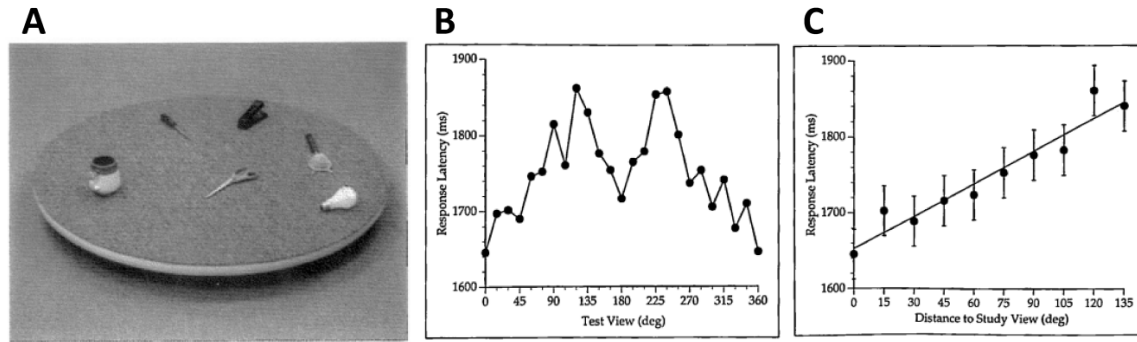 A
B
C
1900
1800
1700
1600
Response Latency (ms)
0 45 90 135 180 225 270 315 360
Test View (deg)
1900
1800
1700
1600
Response Latency (ms)
0 15 30 45 60 75 90 105 120 135
Distance to Study View (deg)